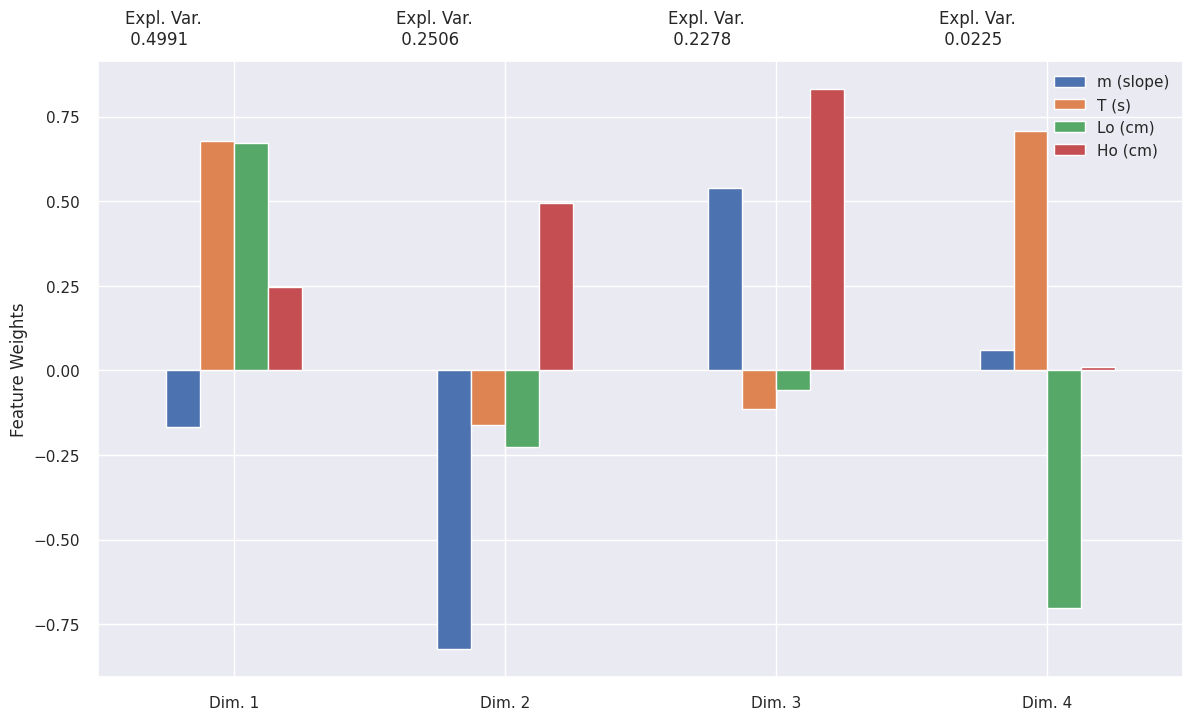 Expl. Var. Expl. Var. Expl. Var. Expl. Var.
0.4991 0.2506 0.2278 0.0225
m (slope)
T (s)
Lo (cm)
Ho (cm)
Feature Weights
0.75
0.50
0.25
0.00
−0.25
−0.50
−0.75
Dim. 1 Dim. 2 Dim. 3 Dim. 4